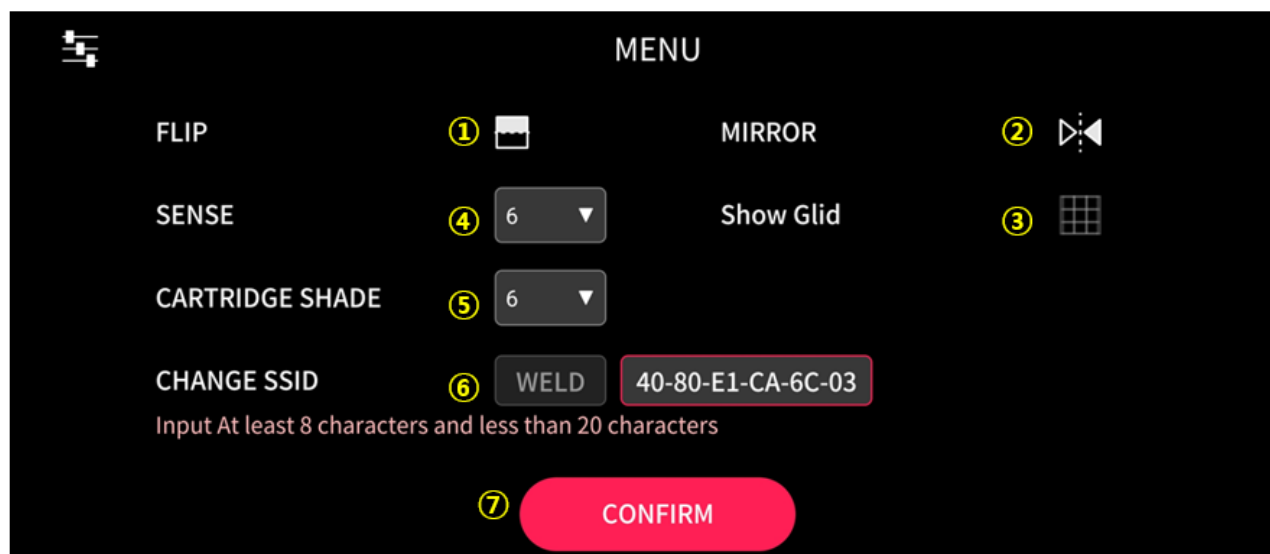 MENU
FLIP ① MIRROR ②
SENSE ④ 6 ▼ Show Glid ③
CARTRIDGE SHADE ⑤ 6 ▼
CHANGE SSID ⑥ WELD 40-80-E1-CA-6C-03
Input At least 8 characters and less than 20 characters
⑦ CONFIRM